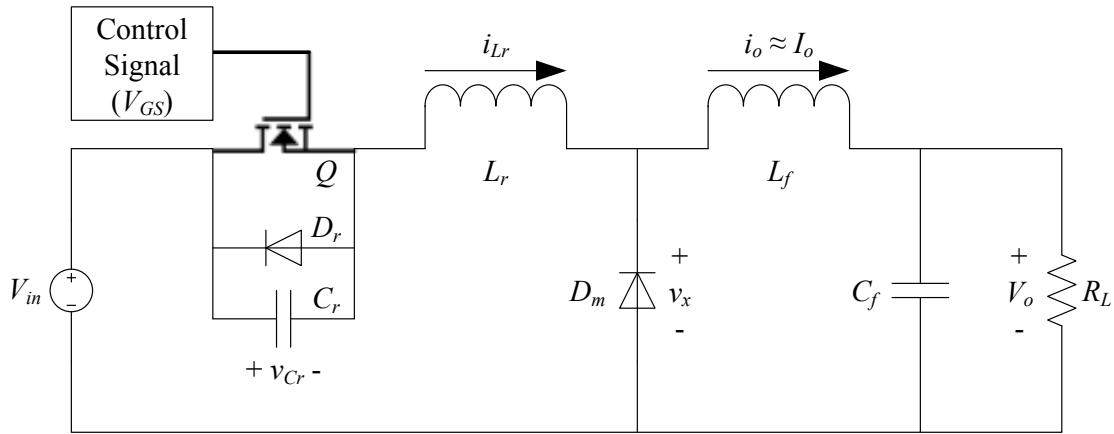 Control
Signal
(V_GS)
i_Lr
i_o ≈ I_o
Q
L_r
L_f
D_r
C_r
+ v_Cr -
V_in
+
-
D_m
+
v_x
-
C_f
+
V_o
-
R_L